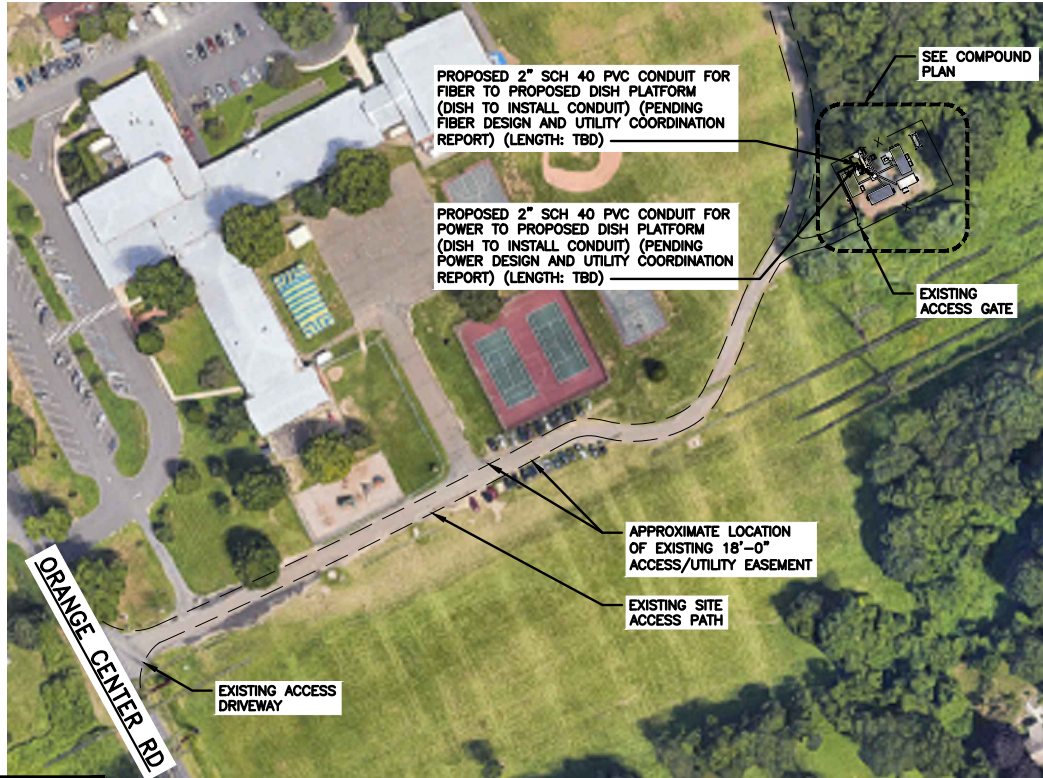 PROPOSED 2" SCH 40 PVC CONDUIT FOR
FIBER TO PROPOSED DISH PLATFORM
(DISH TO INSTALL CONDUIT) (PENDING
FIBER DESIGN AND UTILITY COORDINATION
REPORT) (LENGTH: TBD)
SEE COMPOUND
PLAN
PROPOSED 2" SCH 40 PVC CONDUIT FOR
POWER TO PROPOSED DISH PLATFORM
(DISH TO INSTALL CONDUIT) (PENDING
POWER DESIGN AND UTILITY COORDINATION
REPORT) (LENGTH: TBD)
EXISTING
ACCESS GATE
APPROXIMATE LOCATION
OF EXISTING 18'-0"
ACCESS/UTILITY EASEMENT
EXISTING SITE
ACCESS PATH
EXISTING ACCESS
DRIVEWAY
ORANGE CENTER RD